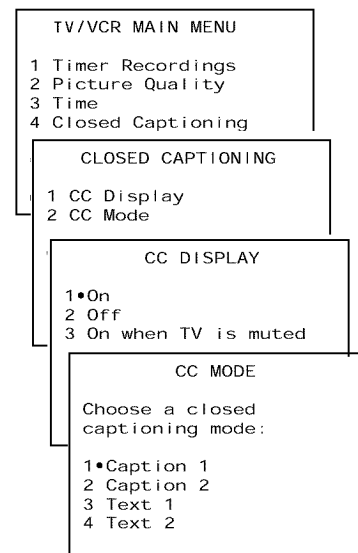 TV/VCR MAIN MENU
1 Timer Recordings
2 Picture Quality
3 Time
4 Closed Captioning
CLOSED CAPTIONING
1 CC Display
2 CC Mode
CC DISPLAY
1•On
2 Off
3 On when TV is muted
CC MODE
Choose a closed
captioning mode:
1•Caption 1
2 Caption 2
3 Text 1
4 Text 2